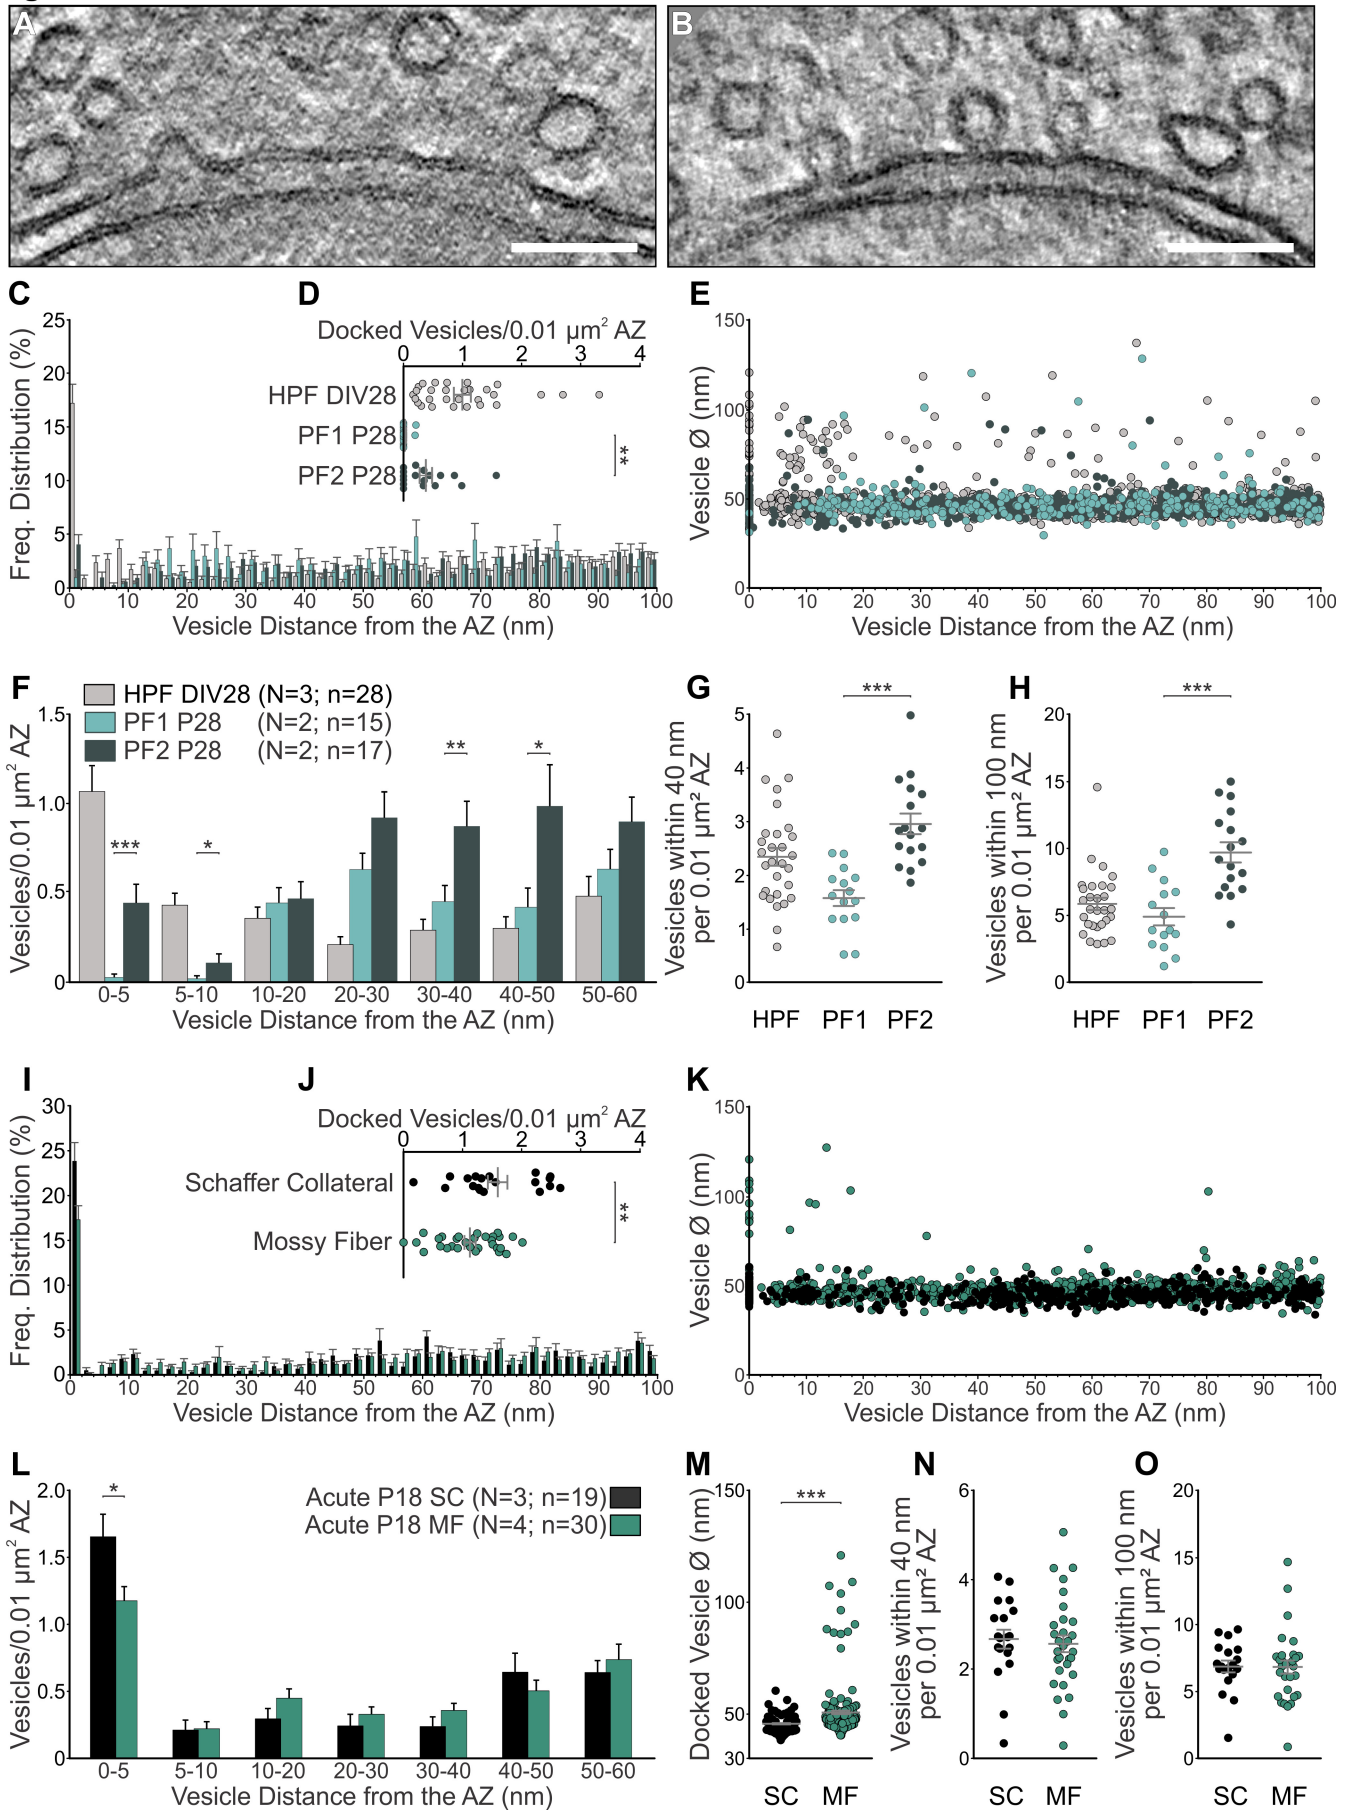 A
B
C
D
E
25
20
15
10
5
0
Freq. Distribution (%)
0 10 20 30 40 50 60 70 80 90 100
Vesicle Distance from the AZ (nm)
Docked Vesicles/0.01 µm² AZ
0 1 2 3 4
HPF DIV28
PF1 P28
PF2 P28
**
150
100
50
0
Vesicle Ø (nm)
0 10 20 30 40 50 60 70 80 90 100
Vesicle Distance from the AZ (nm)
F
HPF DIV28 (N=3; n=28)
PF1 P28 (N=2; n=15)
PF2 P28 (N=2; n=17)
1.5
1.0
0.5
0
Vesicles/0.01 µm² AZ
*** * ** *
0-5 5-10 10-20 20-30 30-40 40-50 50-60
Vesicle Distance from the AZ (nm)
G
***
5
4
3
2
1
0
Vesicles within 40 nm
per 0.01 µm² AZ
HPF PF1 PF2
H
***
20
15
10
5
0
Vesicles within 100 nm
per 0.01 µm² AZ
HPF PF1 PF2
I
J
K
30
25
20
15
10
5
0
Freq. Distribution (%)
0 10 20 30 40 50 60 70 80 90 100
Vesicle Distance from the AZ (nm)
Docked Vesicles/0.01 µm² AZ
0 1 2 3 4
Schaffer Collateral
Mossy Fiber
**
150
100
50
0
Vesicle Ø (nm)
0 10 20 30 40 50 60 70 80 90 100
Vesicle Distance from the AZ (nm)
L
Acute P18 SC (N=3; n=19)
Acute P18 MF (N=4; n=30)
2.0
1.5
1.0
0.5
0
Vesicles/0.01 µm² AZ
*
0-5 5-10 10-20 20-30 30-40 40-50 50-60
Vesicle Distance from the AZ (nm)
M
***
150
100
50
30
Docked Vesicle Ø (nm)
SC MF
N
6
4
2
0
Vesicles within 40 nm
per 0.01 µm² AZ
SC MF
O
20
15
10
5
0
Vesicles within 100 nm
per 0.01 µm² AZ
SC MF